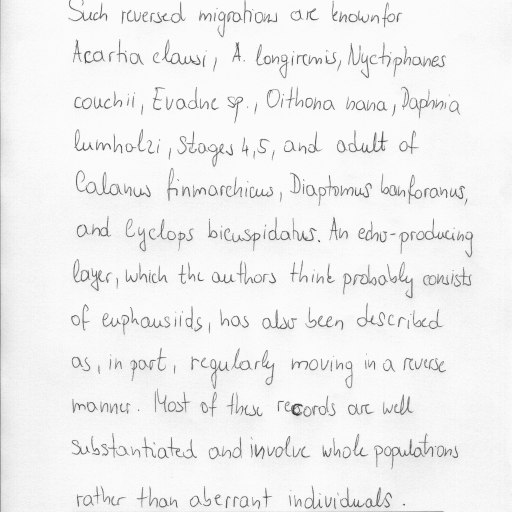 Such reversed migrations are known for
Acartia clausi, A. longiremis, Nyctiphanes
couchii, Evadne sp., Oithona nana, Daphnia
lumholzi, Stages 4,5, and adult of
Calanus finmarchicus, Diaptomus banforanus,
and Cyclops bicuspidatus. An echo-producing
layer, which the authors think probably consists
of euphausiids, has also been described
as, in part, regularly moving in a reverse
manner. Most of these records are well
substantiated and involve whole populations
rather than aberrant individuals.